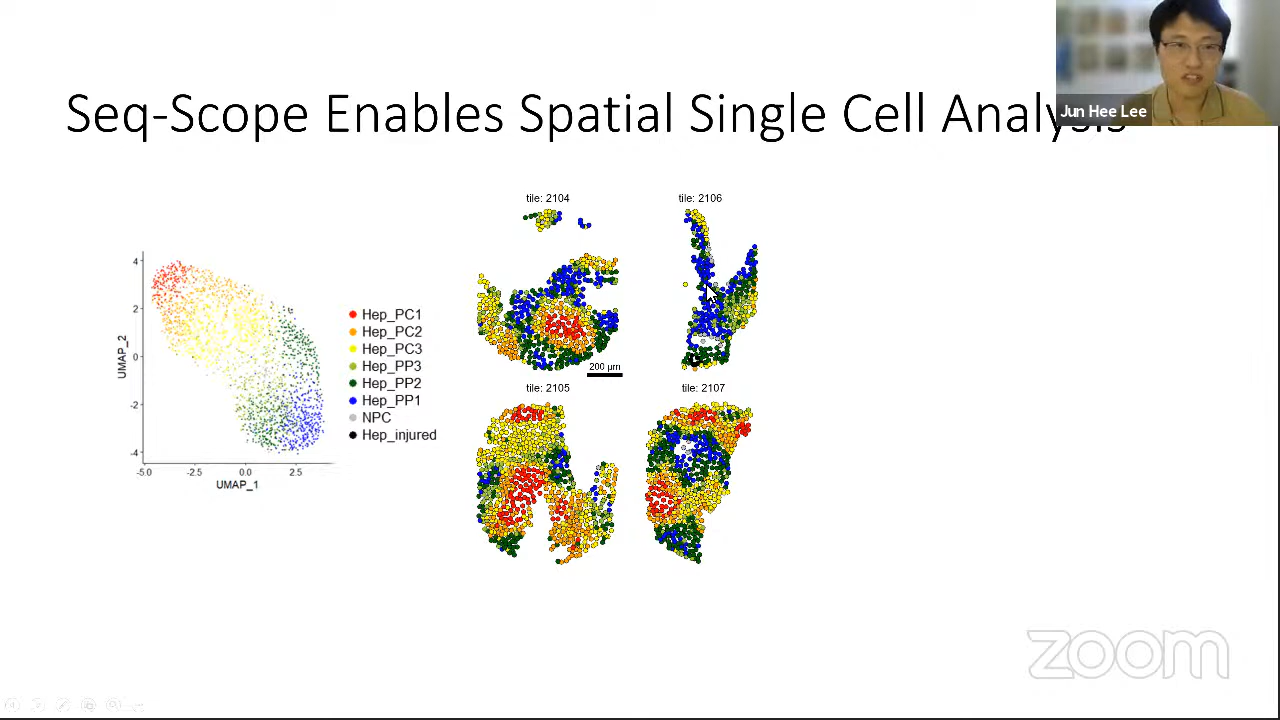 Seq-Scope Enables Spatial Single Cell Analysis
Jun Hee Lee
UMAP_2
4
2
0
-2
-4
-5.0 -2.5 0.0 2.5
UMAP_1
Hep_PC1
Hep_PC2
Hep_PC3
Hep_PP3
Hep_PP2
Hep_PP1
NPC
Hep_injured
tile: 2104
tile: 2106
200 µm
tile: 2105
tile: 2107
zoom